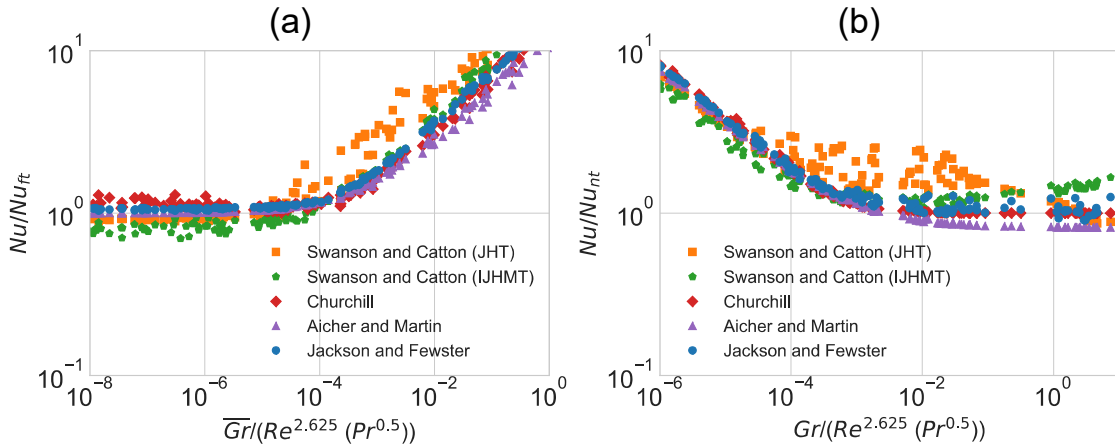 (a)
10^1
10^0
10^-1
Nu/Nu_ft
Swanson and Catton (JHT)
Swanson and Catton (IJHMT)
Churchill
Aicher and Martin
Jackson and Fewster
10^-8 10^-6 10^-4 10^-2 10^0
G̅r̅/(Re^2.625 (Pr^0.5))
(b)
10^1
10^0
10^-1
Nu/Nu_nt
Swanson and Catton (JHT)
Swanson and Catton (IJHMT)
Churchill
Aicher and Martin
Jackson and Fewster
10^-6 10^-4 10^-2 10^0
Gr/(Re^2.625 (Pr^0.5))